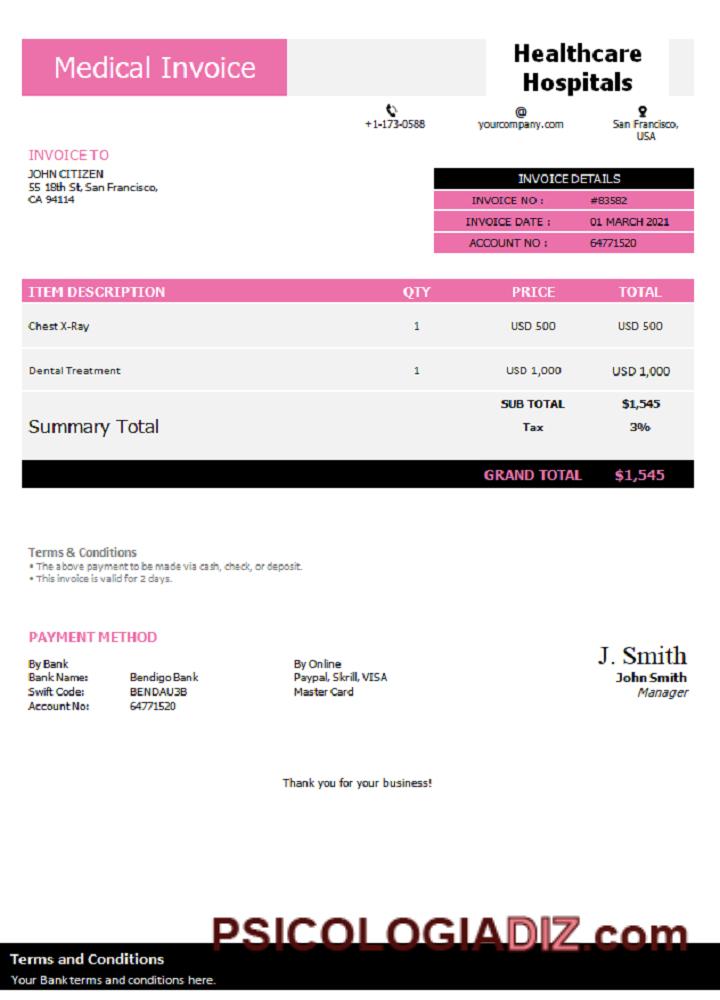 Medical Invoice
Healthcare
Hospitals
+1-173-0588
@
yourcompany.com
San Francisco,
USA
INVOICE TO
JOHN CITIZEN
55 18th St, San Francisco,
CA 94114
INVOICE DETAILS
INVOICE NO : #83582
INVOICE DATE : 01 MARCH 2021
ACCOUNT NO : 64771520
ITEM DESCRIPTION QTY PRICE TOTAL
Chest X-Ray 1 USD 500 USD 500
Dental Treatment 1 USD 1,000 USD 1,000
SUB TOTAL $1,545
Summary Total Tax 3%
GRAND TOTAL $1,545
Terms & Conditions
• The above payment to be made via cash, check, or deposit.
• This invoice is valid for 2 days.
PAYMENT METHOD
By Bank
Bank Name: Bendigo Bank
Swift Code: BENDAU3B
Account No: 64771520
By Online
Paypal, Skrill, VISA
Master Card
J. Smith
John Smith
Manager
Thank you for your business!
PSICOLOGIADIZ.com
Terms and Conditions
Your Bank terms and conditions here.